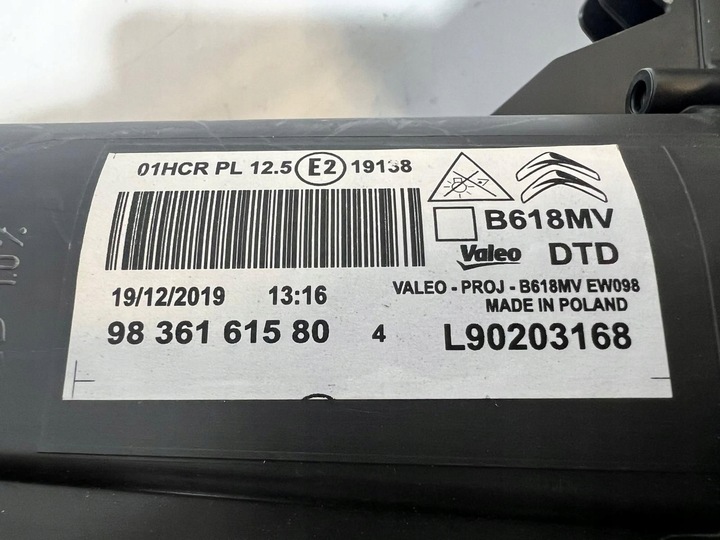 01HCR PL 12.5 E2 19138
B618MV
Valeo DTD
19/12/2019 13:16
VALEO - PROJ - B618MV EW098
MADE IN POLAND
98 361 615 80 4 L90203168